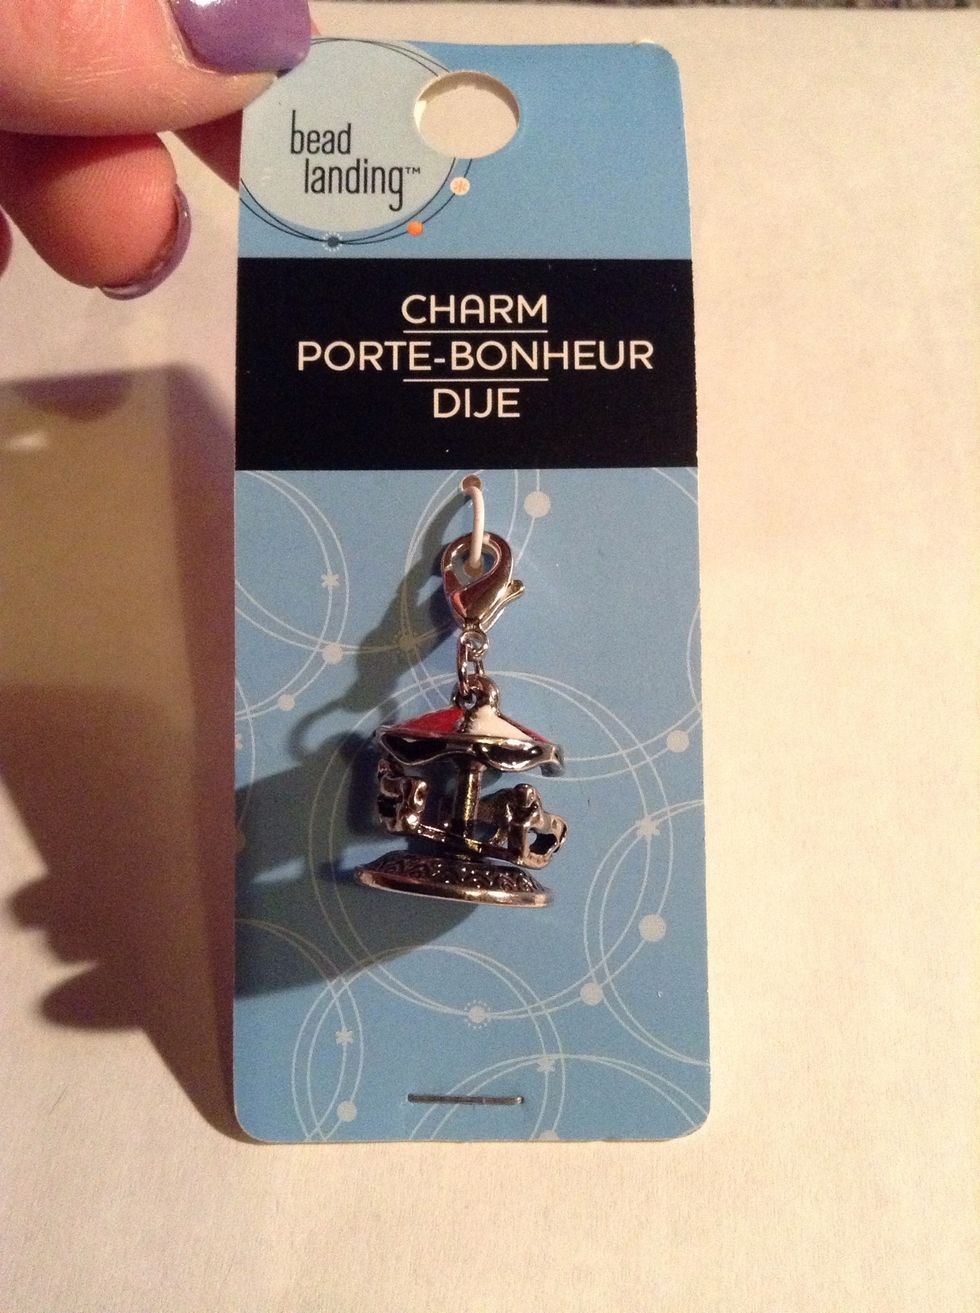 bead
landing™
CHARM
PORTE-BONHEUR
DIJE